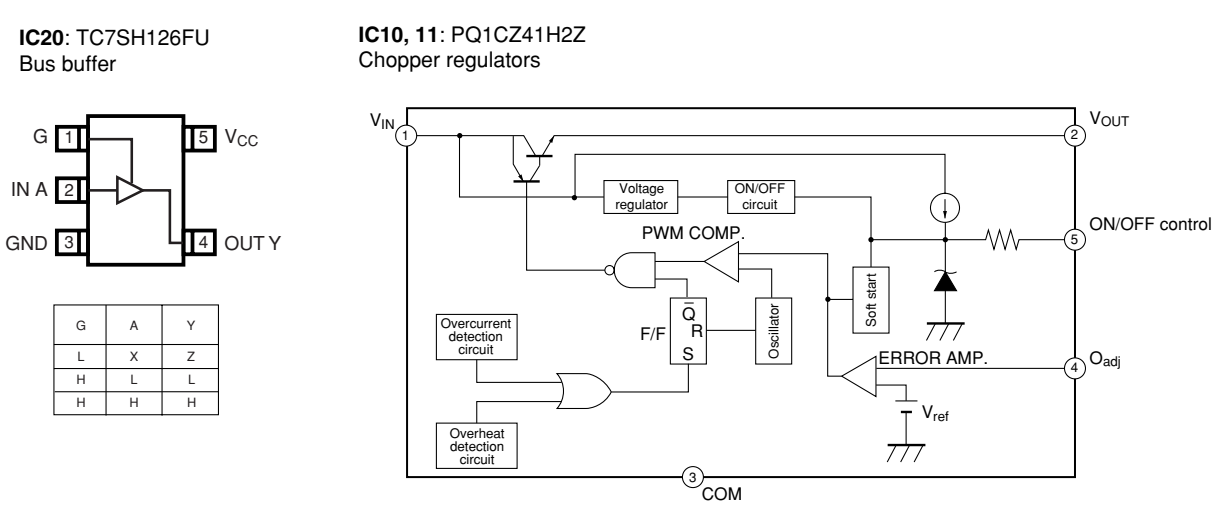 IC20: TC7SH126FU
Bus buffer
G 1
5 VCC
IN A 2
GND 3
4 OUT Y
G A Y
L X Z
H L L
H H H
IC10, 11: PQ1CZ41H2Z
Chopper regulators
VIN
1
VOUT
2
Voltage
regulator
ON/OFF
circuit
ON/OFF control
5
PWM COMP.
Soft start
Oscillator
F/F
Q̅
R
S
Overcurrent
detection
circuit
ERROR AMP.
Oadj
4
Vref
Overheat
detection
circuit
3
COM